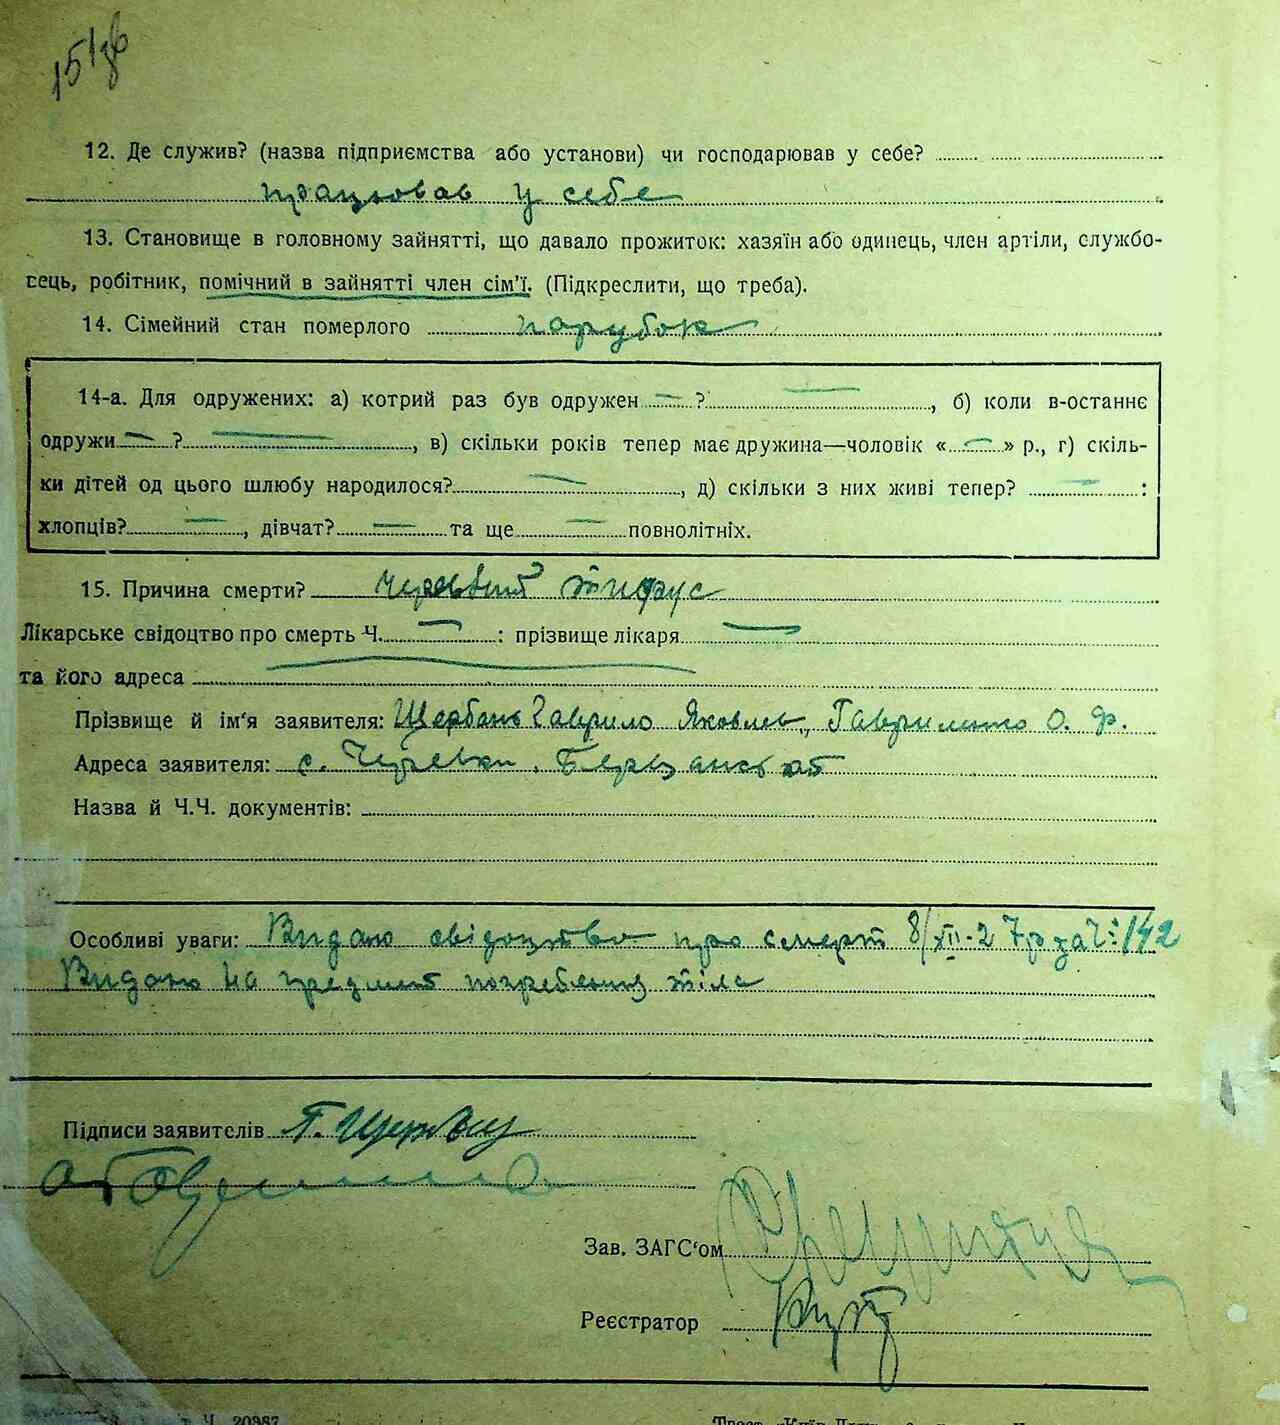 151зв
12. Де служив? (назва підприємства або установи) чи господарював у себе?
працював у себе
13. Становище в головному зайнятті, що давало прожиток: хазяїн або одинець, член артіли, службо-
вець, робітник, помічний в зайнятті член сім'ї. (Підкреслити, що треба).
14. Сімейний стан померлого парубок
14-а. Для одружених: а) котрий раз був одружен — ? —, б) коли в-останнє
одружи — ? —, в) скільки років тепер має дружина—чоловік « — » р., г) скіль-
ки дітей од цього шлюбу народилося? —, д) скільки з них живі тепер? — :
хлопців? —, дівчат? — та ще — повнолітніх.
15. Причина смерти? Черевний тифус
Лікарське свідоцтво про смерть Ч. — : прізвище лікаря —
та його адреса —
Прізвище й ім'я заявителя: Щербань Гаврило Яковлев., Гавриленко О. Ф.
Адреса заявителя: с. Черевки,
Назва й Ч.Ч. документів:
Особливі уваги: Видано свідоцтво про смерт 8/XII-27р за Ч: 142
Видано на предмет погребення тіла
Підписи заявителів Г. Щербань
Зав. ЗАГС'ом
Реєстратор
Ч. 20387